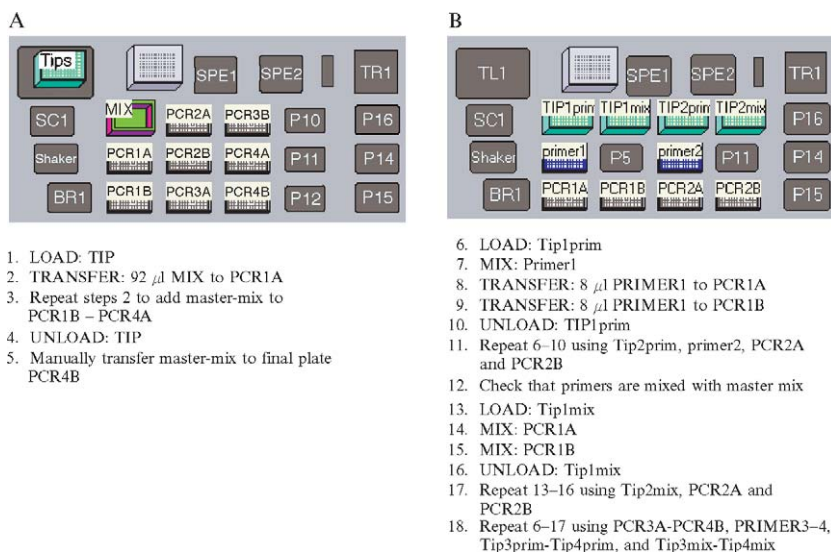 A
Tips
SPE1
SPE2
TR1
SC1
MIX
PCR2A
PCR3B
P10
P16
Shaker
PCR1A
PCR2B
PCR4A
P11
P14
BR1
PCR1B
PCR3A
PCR4B
P12
P15
1. LOAD: TIP
2. TRANSFER: 92 μl MIX to PCR1A
3. Repeat steps 2 to add master-mix to
PCR1B – PCR4A
4. UNLOAD: TIP
5. Manually transfer master-mix to final plate
PCR4B
B
TL1
SPE1
SPE2
TR1
SC1
TIP1prim
TIP1mix
TIP2prim
TIP2mix
P16
Shaker
primer1
P5
primer2
P11
P14
BR1
PCR1A
PCR1B
PCR2A
PCR2B
P15
6. LOAD: Tip1prim
7. MIX: Primer1
8. TRANSFER: 8 μl PRIMER1 to PCR1A
9. TRANSFER: 8 μl PRIMER1 to PCR1B
10. UNLOAD: TIP1prim
11. Repeat 6–10 using Tip2prim, primer2, PCR2A
and PCR2B
12. Check that primers are mixed with master mix
13. LOAD: Tip1mix
14. MIX: PCR1A
15. MIX: PCR1B
16. UNLOAD: Tip1mix
17. Repeat 13–16 using Tip2mix, PCR2A and
PCR2B
18. Repeat 6–17 using PCR3A-PCR4B, PRIMER3–4,
Tip3prim-Tip4prim, and Tip3mix-Tip4mix